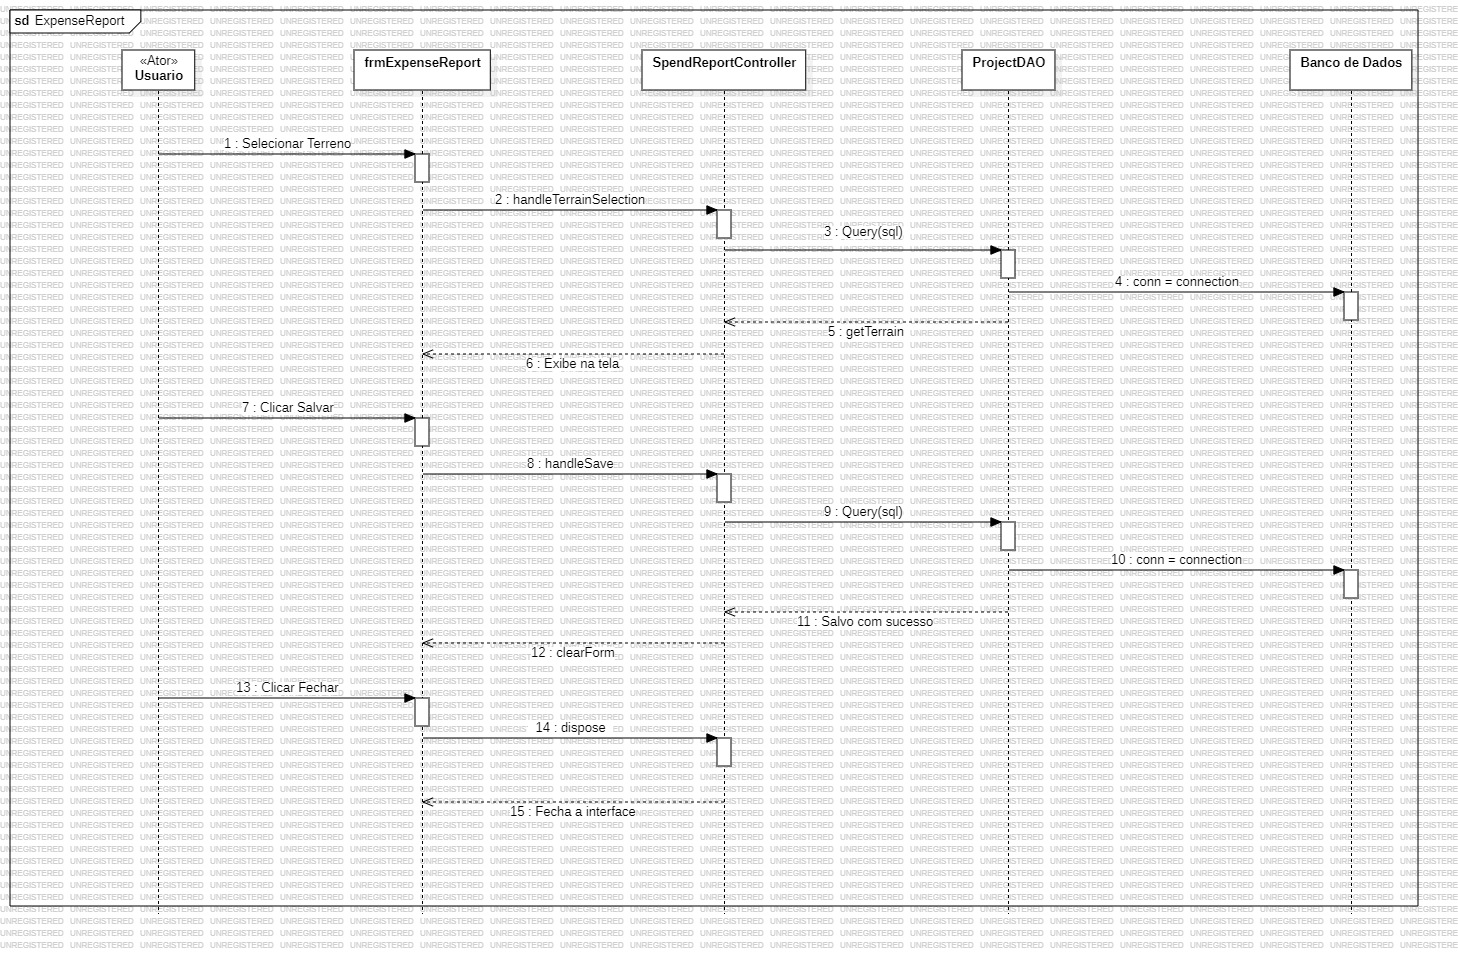 sd ExpenseReport
«Ator»
Usuario
frmExpenseReport
SpendReportController
ProjectDAO
Banco de Dados
1 : Selecionar Terreno
2 : handleTerrainSelection
3 : Query(sql)
4 : conn = connection
5 : getTerrain
6 : Exibe na tela
7 : Clicar Salvar
8 : handleSave
9 : Query(sql)
10 : conn = connection
11 : Salvo com sucesso
12 : clearForm
13 : Clicar Fechar
14 : dispose
15 : Fecha a interface
UNREGISTERED